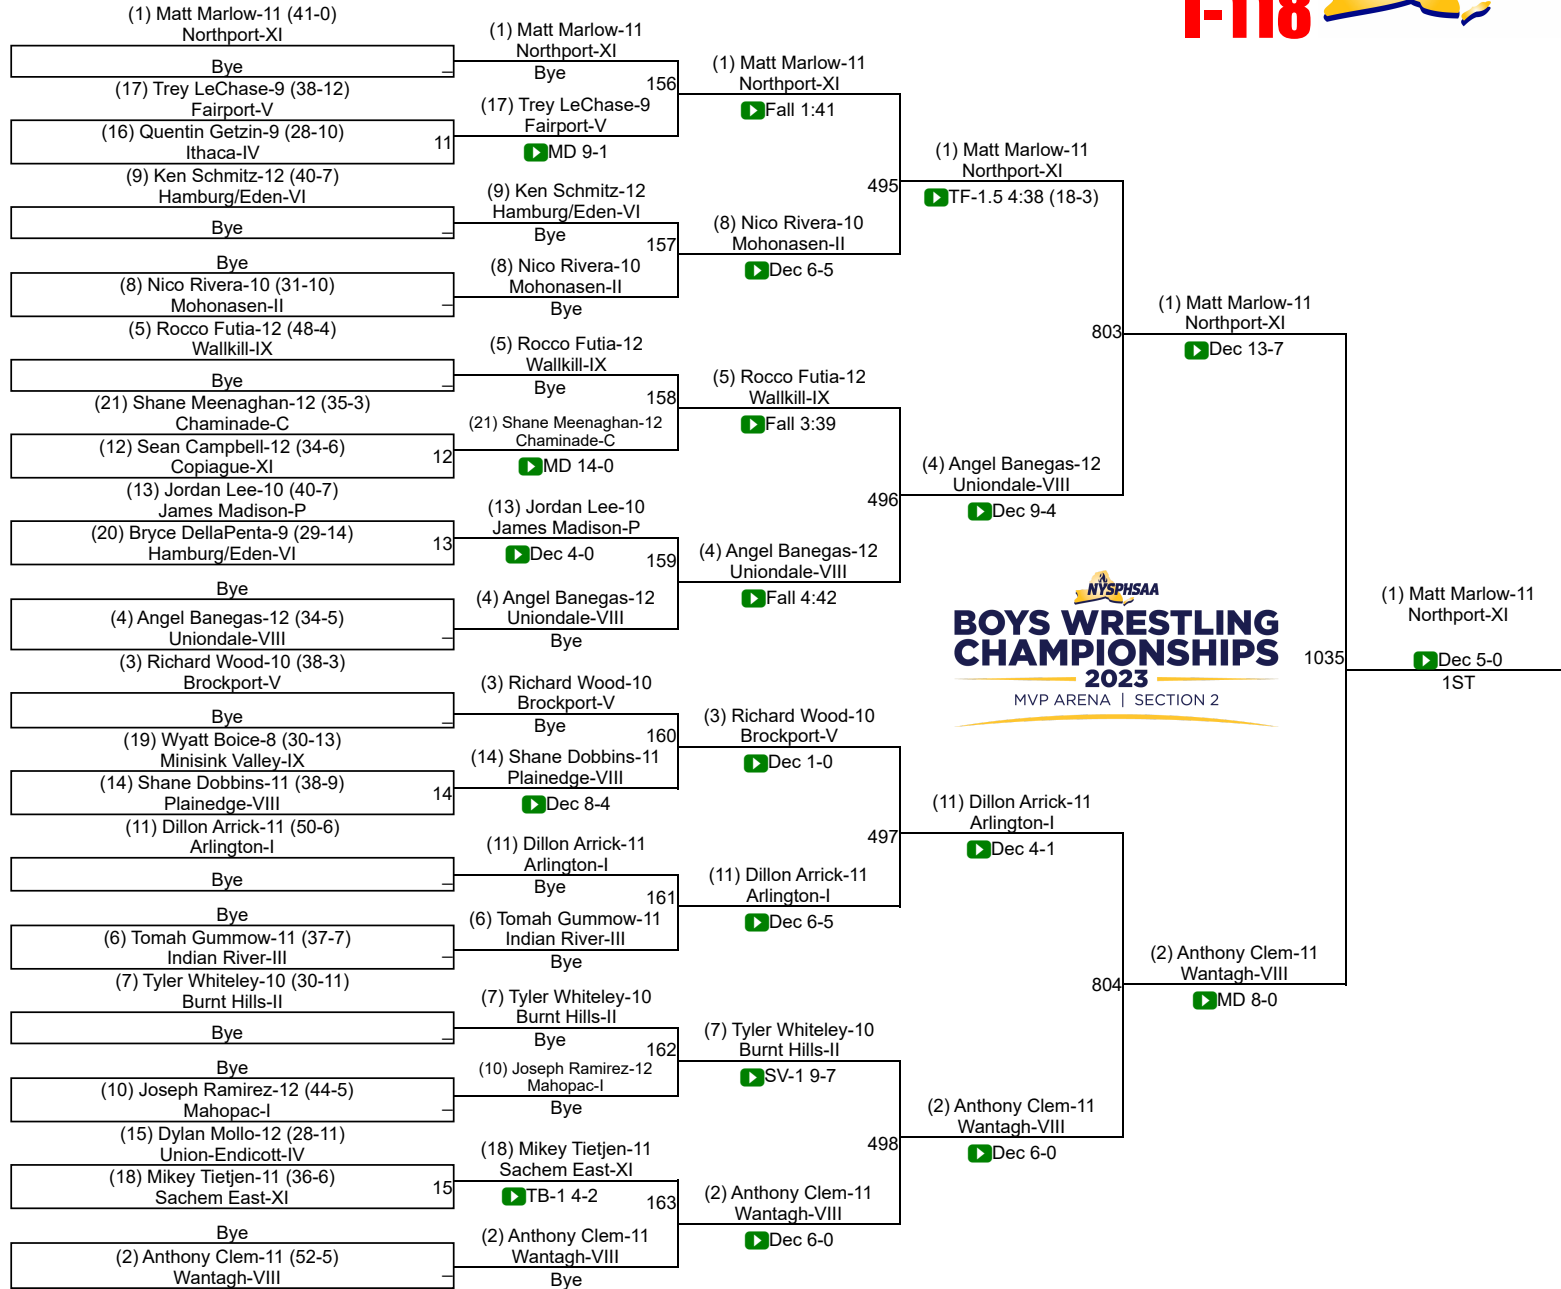 I-118
(1) Matt Marlow-11 (41-0)
Northport-XI
Bye
(17) Trey LeChase-9 (38-12)
Fairport-V
(16) Quentin Getzin-9 (28-10)
Ithaca-IV
11
(9) Ken Schmitz-12 (40-7)
Hamburg/Eden-VI
Bye
Bye
(8) Nico Rivera-10 (31-10)
Mohonasen-II
(5) Rocco Futia-12 (48-4)
Wallkill-IX
Bye
(21) Shane Meenaghan-12 (35-3)
Chaminade-C
(12) Sean Campbell-12 (34-6)
Copiague-XI
12
(13) Jordan Lee-10 (40-7)
James Madison-P
(20) Bryce DellaPenta-9 (29-14)
Hamburg/Eden-VI
13
Bye
(4) Angel Banegas-12 (34-5)
Uniondale-VIII
(3) Richard Wood-10 (38-3)
Brockport-V
Bye
(19) Wyatt Boice-8 (30-13)
Minisink Valley-IX
(14) Shane Dobbins-11 (38-9)
Plainedge-VIII
14
(11) Dillon Arrick-11 (50-6)
Arlington-I
Bye
Bye
(6) Tomah Gummow-11 (37-7)
Indian River-III
(7) Tyler Whiteley-10 (30-11)
Burnt Hills-II
Bye
Bye
(10) Joseph Ramirez-12 (44-5)
Mahopac-I
(15) Dylan Mollo-12 (28-11)
Union-Endicott-IV
(18) Mikey Tietjen-11 (36-6)
Sachem East-XI
15
Bye
(2) Anthony Clem-11 (52-5)
Wantagh-VIII
(1) Matt Marlow-11
Northport-XI
Bye
156
(17) Trey LeChase-9
Fairport-V
MD 9-1
(9) Ken Schmitz-12
Hamburg/Eden-VI
Bye
157
(8) Nico Rivera-10
Mohonasen-II
Bye
(5) Rocco Futia-12
Wallkill-IX
Bye
158
(21) Shane Meenaghan-12
Chaminade-C
MD 14-0
(13) Jordan Lee-10
James Madison-P
Dec 4-0
159
(4) Angel Banegas-12
Uniondale-VIII
Bye
(3) Richard Wood-10
Brockport-V
Bye
160
(14) Shane Dobbins-11
Plainedge-VIII
Dec 8-4
(11) Dillon Arrick-11
Arlington-I
Bye
161
(6) Tomah Gummow-11
Indian River-III
Bye
(7) Tyler Whiteley-10
Burnt Hills-II
Bye
162
(10) Joseph Ramirez-12
Mahopac-I
Bye
(18) Mikey Tietjen-11
Sachem East-XI
TB-1 4-2
163
(2) Anthony Clem-11
Wantagh-VIII
Bye
(1) Matt Marlow-11
Northport-XI
Fall 1:41
495
(8) Nico Rivera-10
Mohonasen-II
Dec 6-5
(5) Rocco Futia-12
Wallkill-IX
Fall 3:39
496
(4) Angel Banegas-12
Uniondale-VIII
Fall 4:42
(3) Richard Wood-10
Brockport-V
Dec 1-0
497
(11) Dillon Arrick-11
Arlington-I
Dec 6-5
(7) Tyler Whiteley-10
Burnt Hills-II
SV-1 9-7
498
(2) Anthony Clem-11
Wantagh-VIII
Dec 6-0
(1) Matt Marlow-11
Northport-XI
TF-1.5 4:38 (18-3)
803
(4) Angel Banegas-12
Uniondale-VIII
Dec 9-4
NYSPHSAA
BOYS WRESTLING
CHAMPIONSHIPS
2023
MVP ARENA | SECTION 2
(11) Dillon Arrick-11
Arlington-I
Dec 4-1
804
(2) Anthony Clem-11
Wantagh-VIII
Dec 6-0
(1) Matt Marlow-11
Northport-XI
Dec 13-7
1035
(2) Anthony Clem-11
Wantagh-VIII
MD 8-0
(1) Matt Marlow-11
Northport-XI
Dec 5-0
1ST